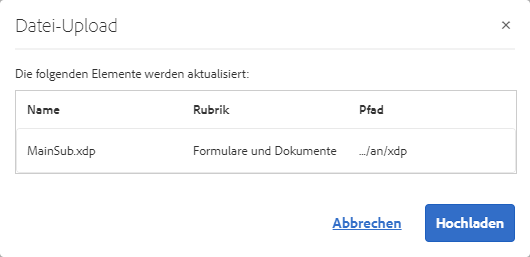 Datei-Upload ×
Die folgenden Elemente werden aktualisiert:
Name Rubrik Pfad
MainSub.xdp Formulare und Dokumente .../an/xdp
Abbrechen Hochladen